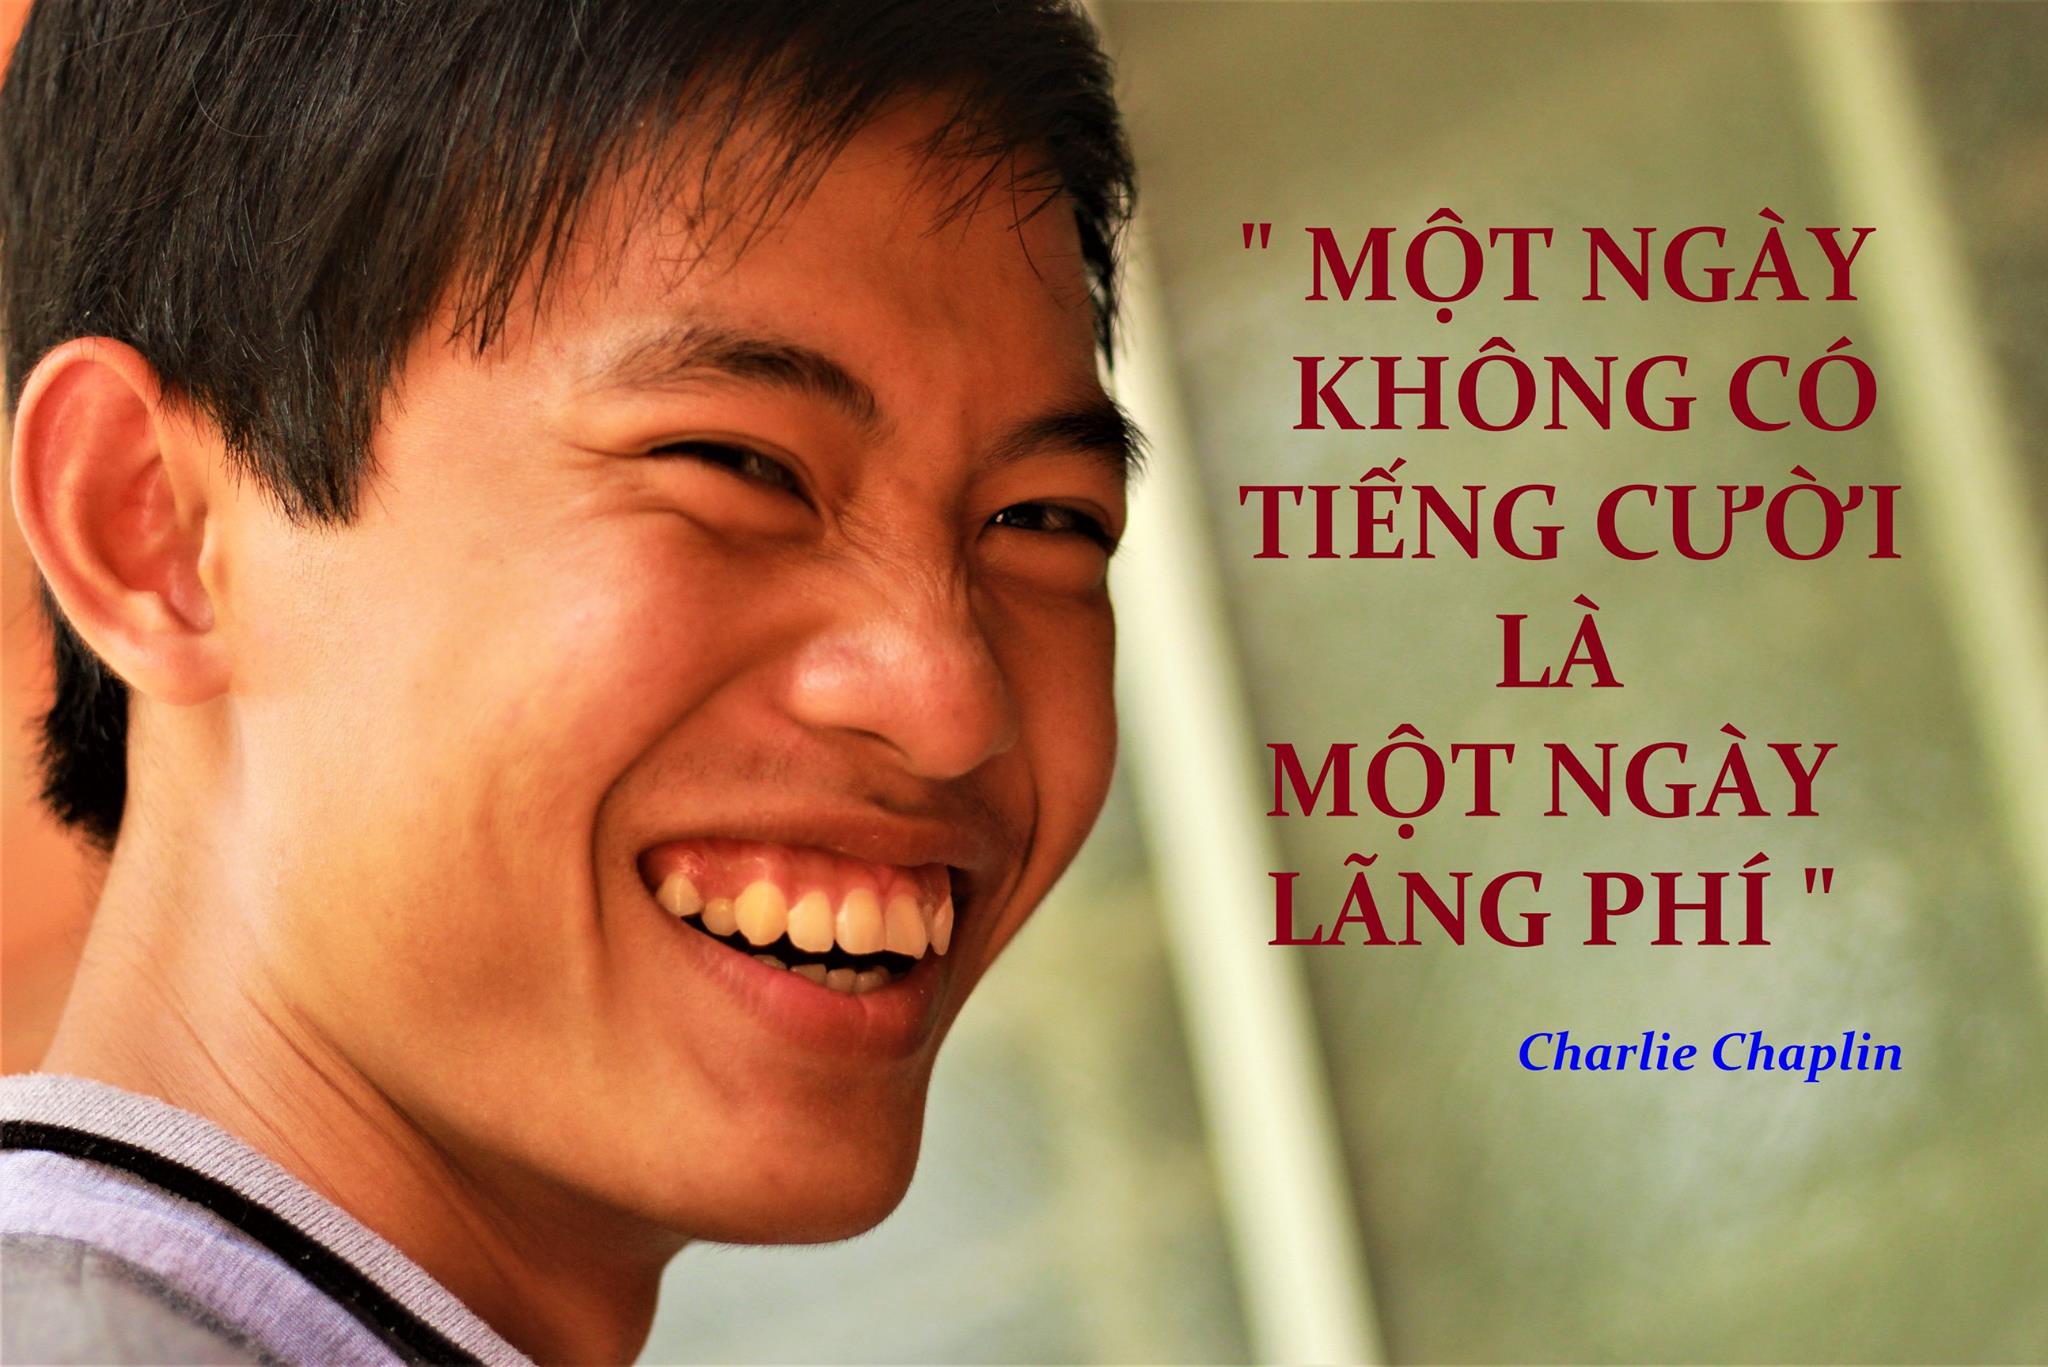 " MỘT NGÀY
KHÔNG CÓ
TIẾNG CƯỜI
LÀ
MỘT NGÀY
LÃNG PHÍ "
Charlie Chaplin